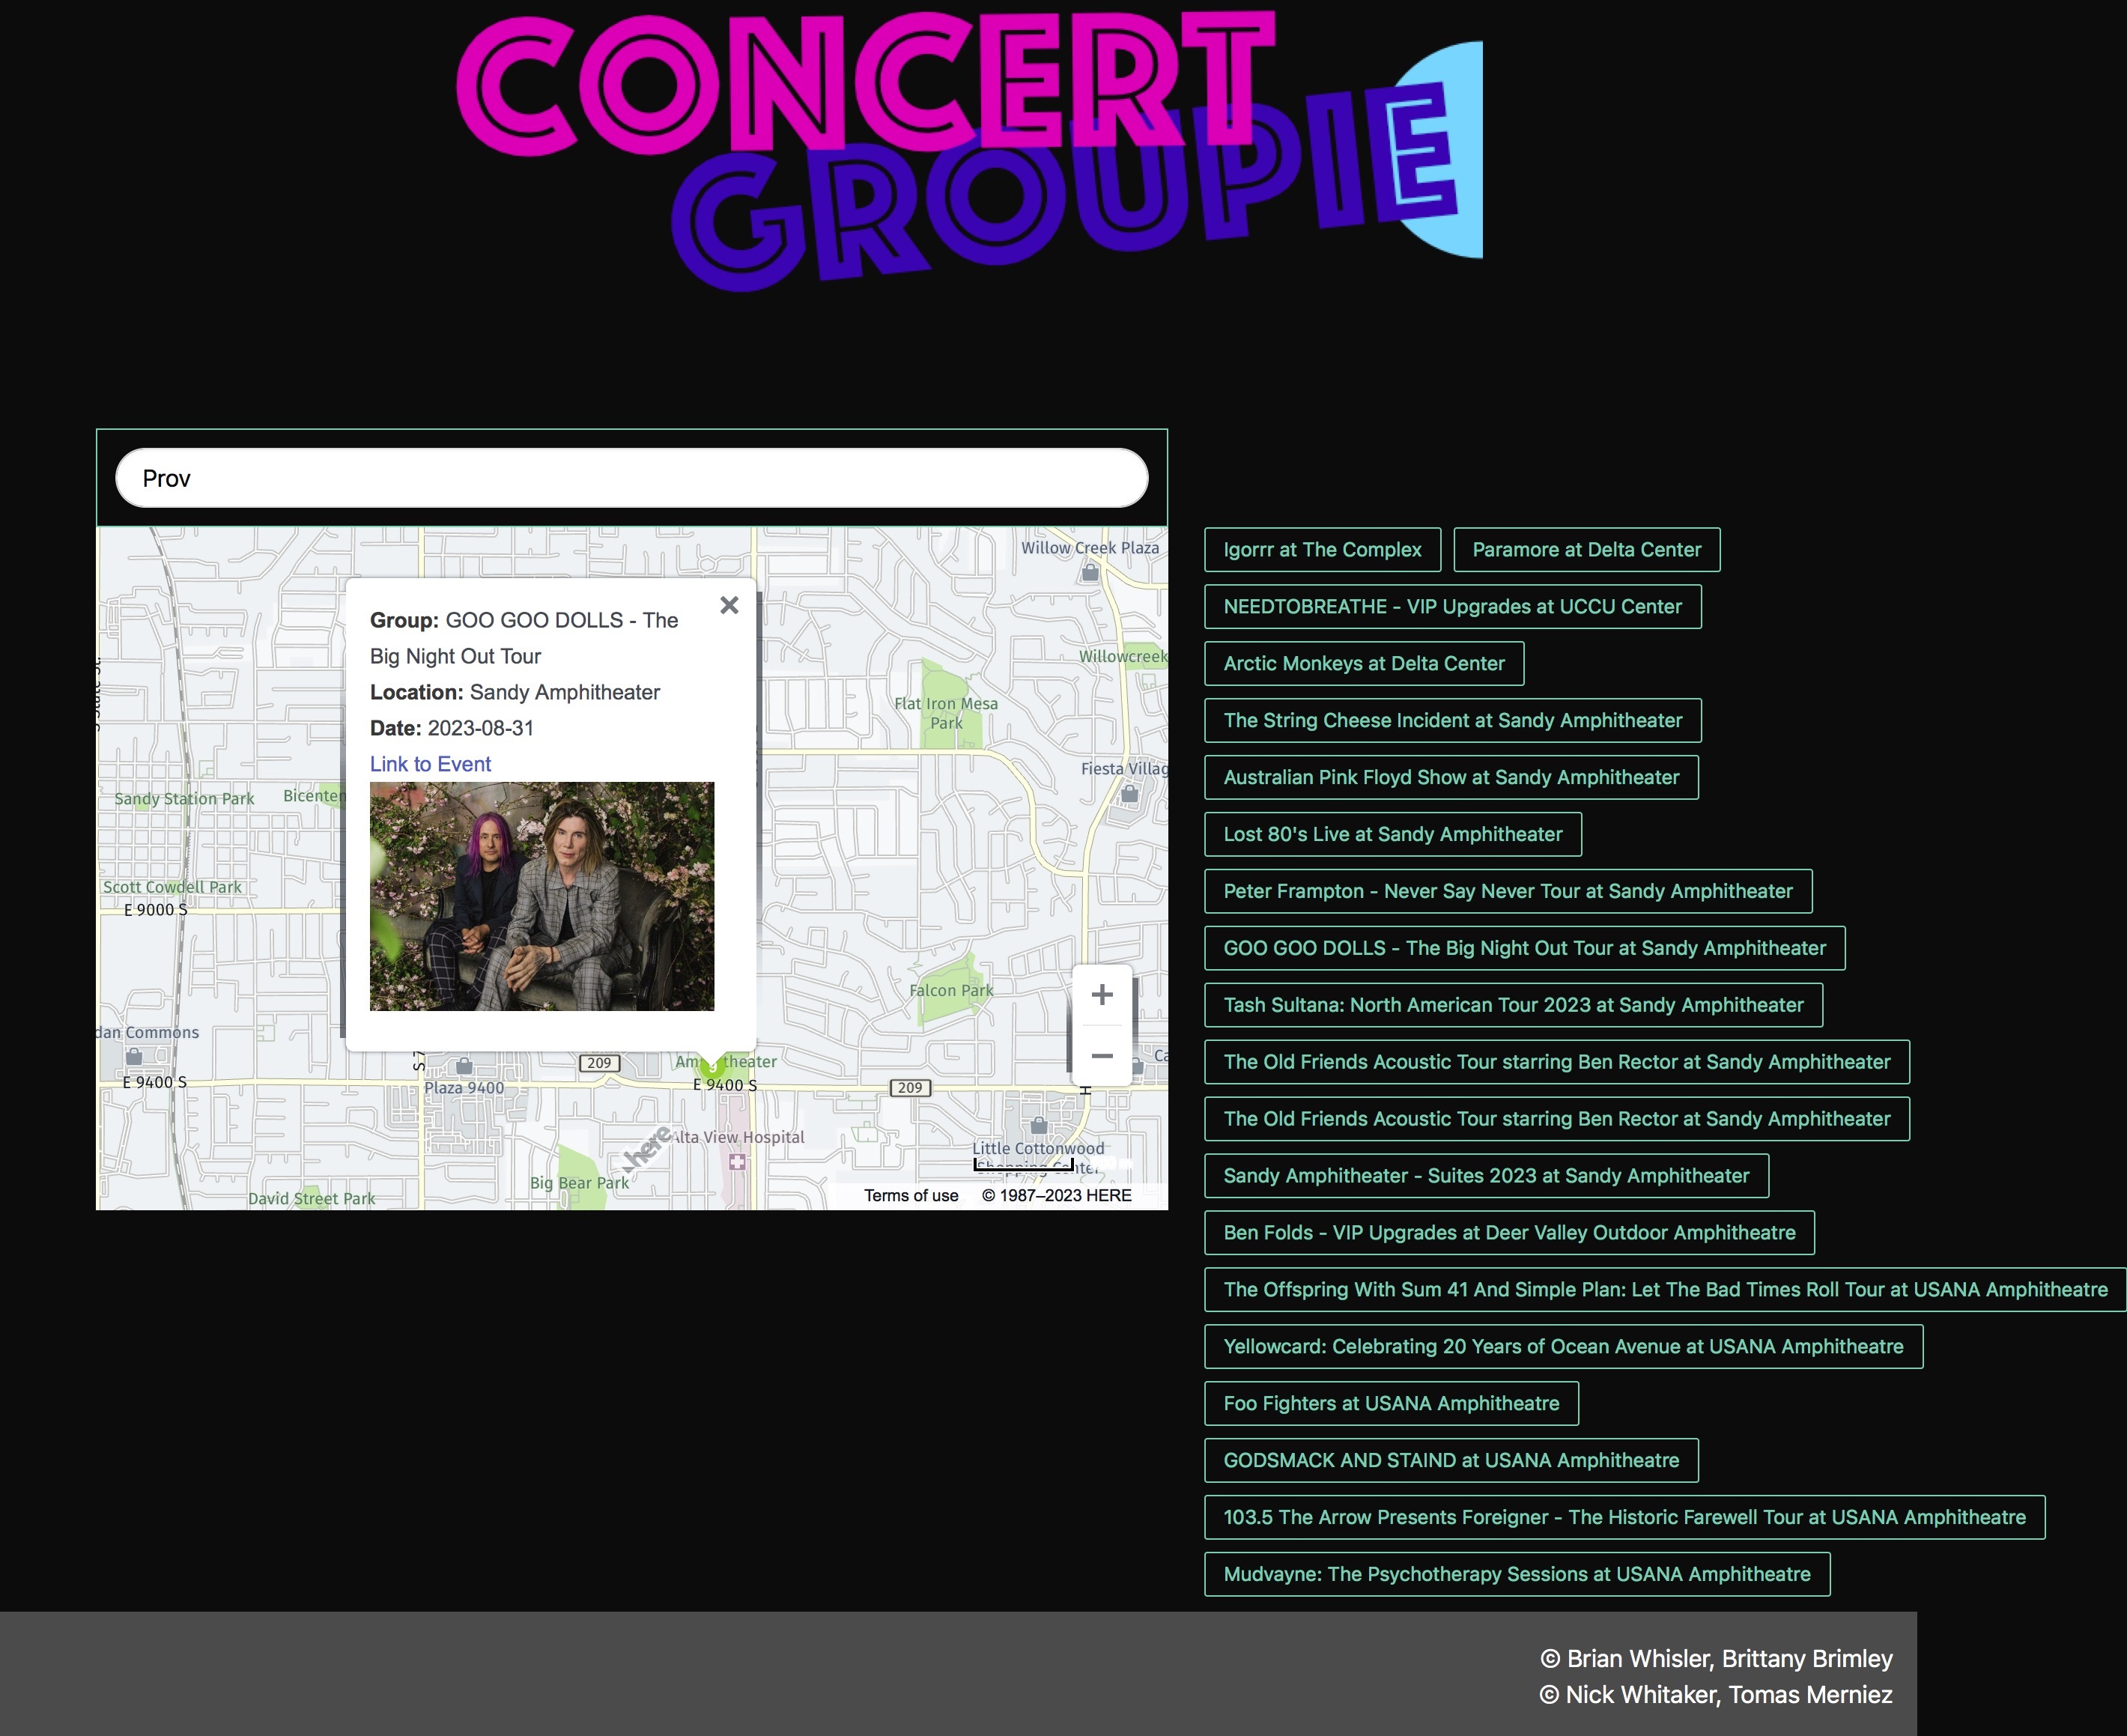 CONCERT
GROUPIE
Prov
Igorrr at The Complex
Paramore at Delta Center
NEEDTOBREATHE - VIP Upgrades at UCCU Center
Arctic Monkeys at Delta Center
The String Cheese Incident at Sandy Amphitheater
Australian Pink Floyd Show at Sandy Amphitheater
Lost 80's Live at Sandy Amphitheater
Peter Frampton - Never Say Never Tour at Sandy Amphitheater
GOO GOO DOLLS - The Big Night Out Tour at Sandy Amphitheater
Tash Sultana: North American Tour 2023 at Sandy Amphitheater
The Old Friends Acoustic Tour starring Ben Rector at Sandy Amphitheater
The Old Friends Acoustic Tour starring Ben Rector at Sandy Amphitheater
Sandy Amphitheater - Suites 2023 at Sandy Amphitheater
Ben Folds - VIP Upgrades at Deer Valley Outdoor Amphitheatre
The Offspring With Sum 41 And Simple Plan: Let The Bad Times Roll Tour at USANA Amphitheatre
Yellowcard: Celebrating 20 Years of Ocean Avenue at USANA Amphitheatre
Foo Fighters at USANA Amphitheatre
GODSMACK AND STAIND at USANA Amphitheatre
103.5 The Arrow Presents Foreigner - The Historic Farewell Tour at USANA Amphitheatre
Mudvayne: The Psychotherapy Sessions at USANA Amphitheatre
Group: GOO GOO DOLLS - The
Big Night Out Tour
Location: Sandy Amphitheater
Date: 2023-08-31
Link to Event
Willow Creek Plaza
Willowcreek
Flat Iron Mesa
Park
Fiesta Villag
Sandy Station Park
Bicenten
Scott Cowdell Park
E 9000 S
Falcon Park
dan Commons
E 9400 S
Plaza 9400
209
E 9400 S
209
Alta View Hospital
here
Little Cottonwood
Shopping Center
Big Bear Park
David Street Park
Terms of use
© 1987–2023 HERE
© Brian Whisler, Brittany Brimley
© Nick Whitaker, Tomas Merniez